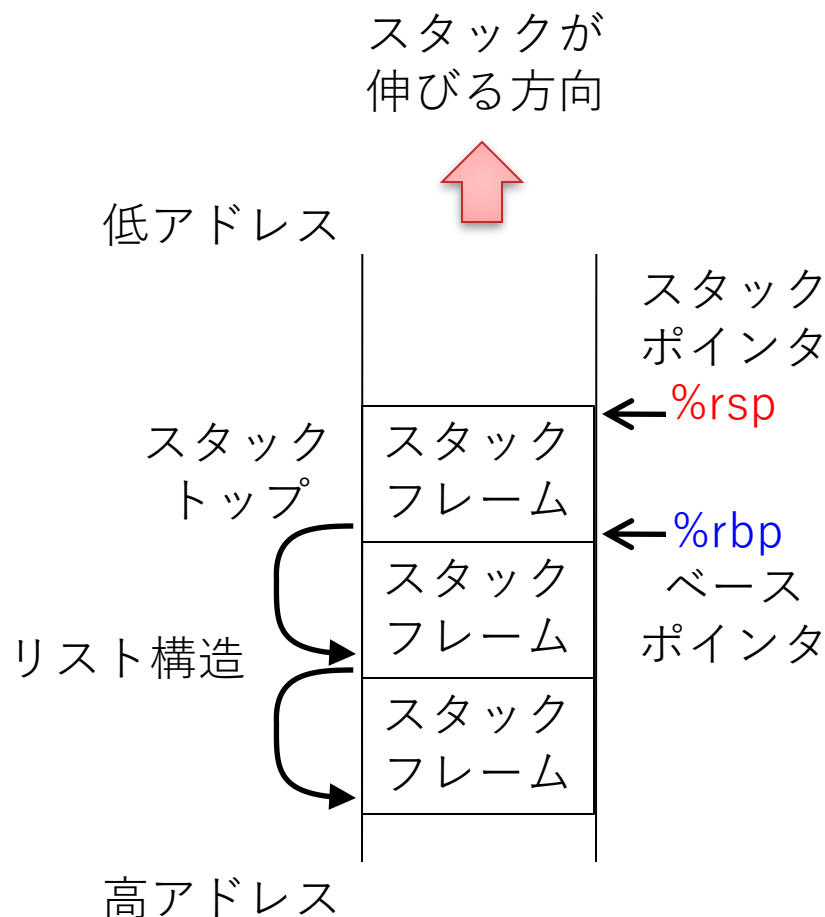 スタックが
伸びる方向
低アドレス
スタック
ポインタ
%rsp
スタック
トップ
スタック
フレーム
%rbp
ベース
ポインタ
スタック
フレーム
リスト構造
スタック
フレーム
高アドレス